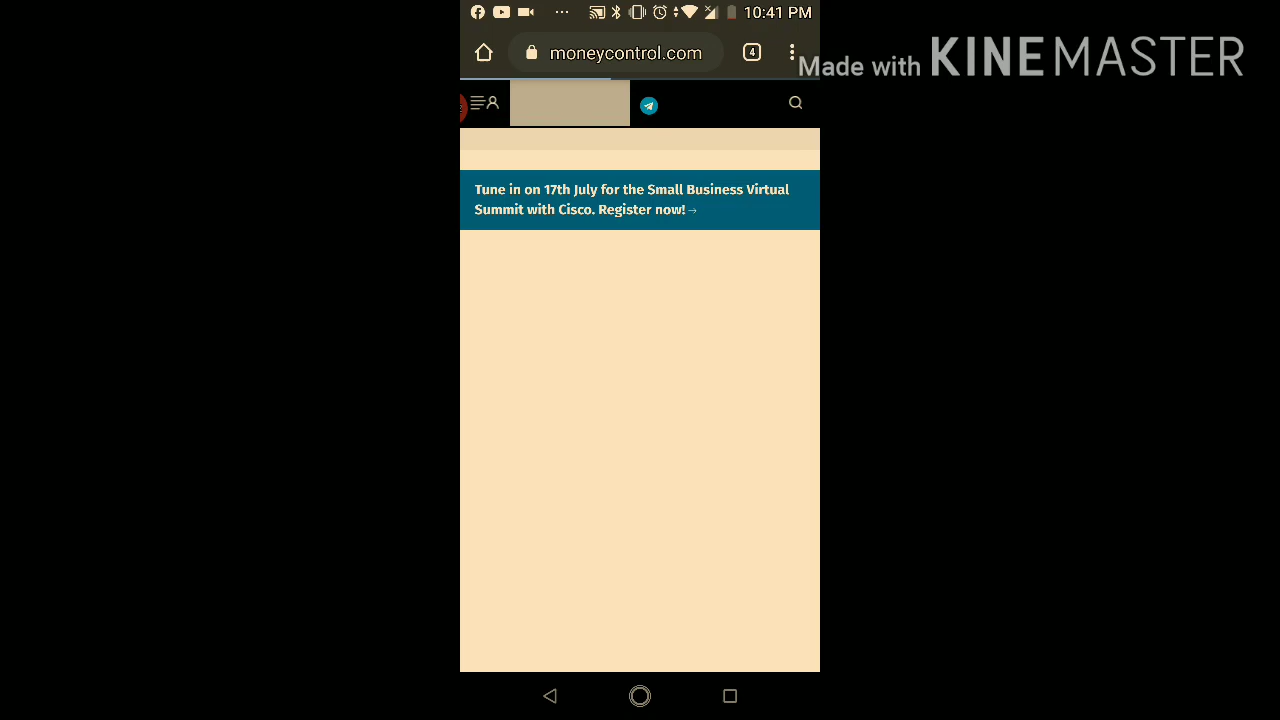 10:41 PM
moneycontrol.com
4
Made with KINEMASTER
Tune in on 17th July for the Small Business Virtual
Summit with Cisco. Register now! →